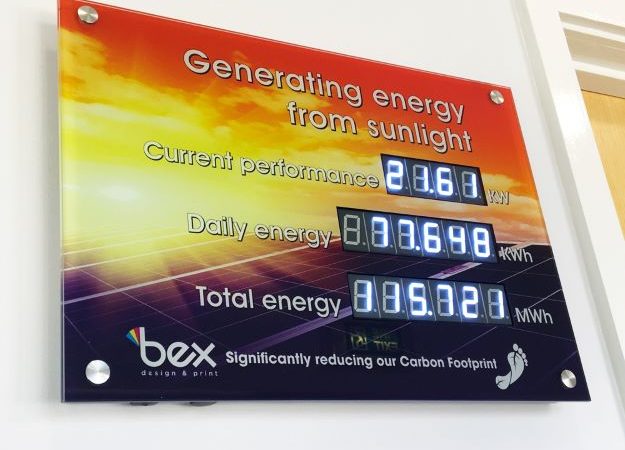 Generating energy
from sunlight
Current performance 21.61 kW
Daily energy 77.648 kWh
Total energy 115.721 MWh
bex
design & print
Significantly reducing our Carbon Footprint